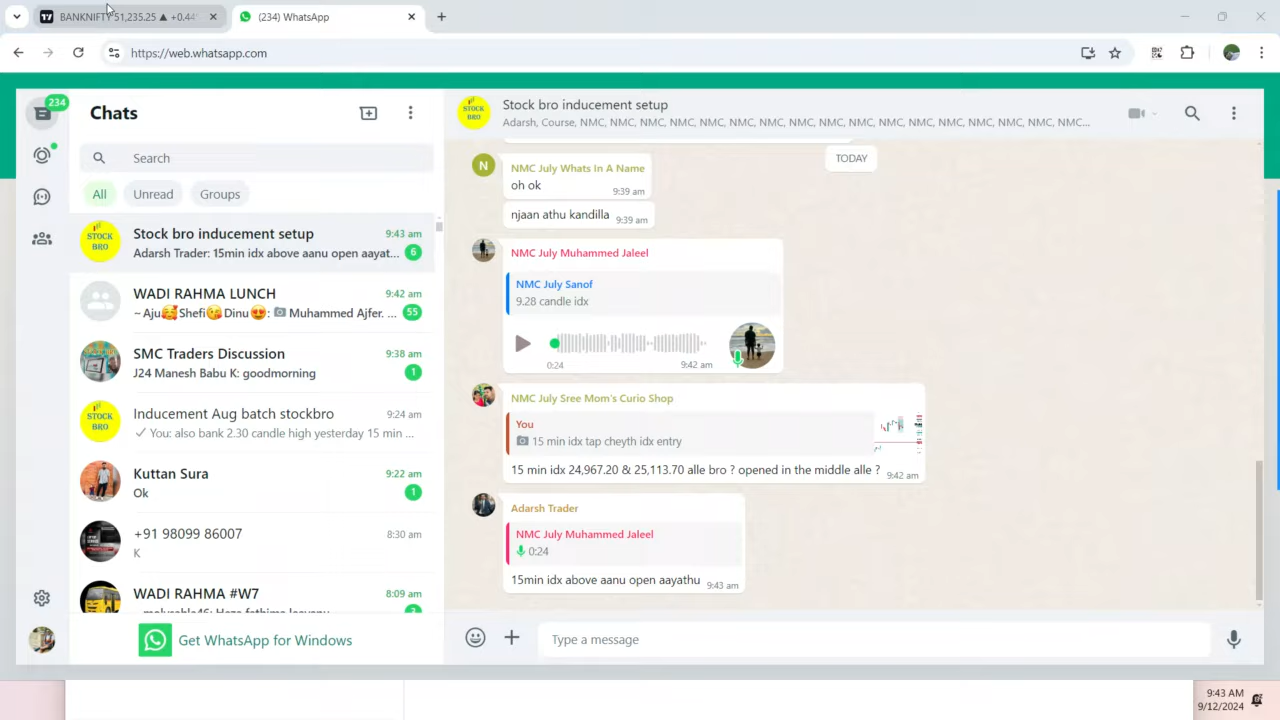 BANKNIFTY 51,235.25 ▲ +0.44
(234) WhatsApp
https://web.whatsapp.com
234
Chats
Search
All
Unread
Groups
STOCK BRO
Stock bro inducement setup
9:43 am
Adarsh Trader: 15min idx above aanu open aayat...
6
WADI RAHMA LUNCH
9:42 am
~ Aju🥰Shefi😘Dinu😍: 📷 Muhammed Ajfer. ...
55
SMC Traders Discussion
9:38 am
J24 Manesh Babu K: goodmorning
1
STOCK BRO
Inducement Aug batch stockbro
9:24 am
✓ You: also bank 2.30 candle high yesterday 15 min ...
Kuttan Sura
9:22 am
Ok
1
+91 98099 86007
8:30 am
K
WADI RAHMA #W7
8:09 am
Get WhatsApp for Windows
STOCK BRO
Stock bro inducement setup
Adarsh, Course, NMC, NMC, NMC, NMC, NMC, NMC, NMC, NMC, NMC, NMC, NMC, NMC, NMC, NMC, NMC, NMC, NMC...
TODAY
N
NMC July Whats In A Name
oh ok
9:39 am
njaan athu kandilla
9:39 am
NMC July Muhammed Jaleel
NMC July Sanof
9.28 candle idx
0:24
9:42 am
NMC July Sree Mom's Curio Shop
You
📷 15 min idx tap cheyth idx entry
15 min idx 24,967.20 & 25,113.70 alle bro ? opened in the middle alle ?
9:42 am
Adarsh Trader
NMC July Muhammed Jaleel
0:24
15min idx above aanu open aayathu
9:43 am
Type a message
9:43 AM
9/12/2024